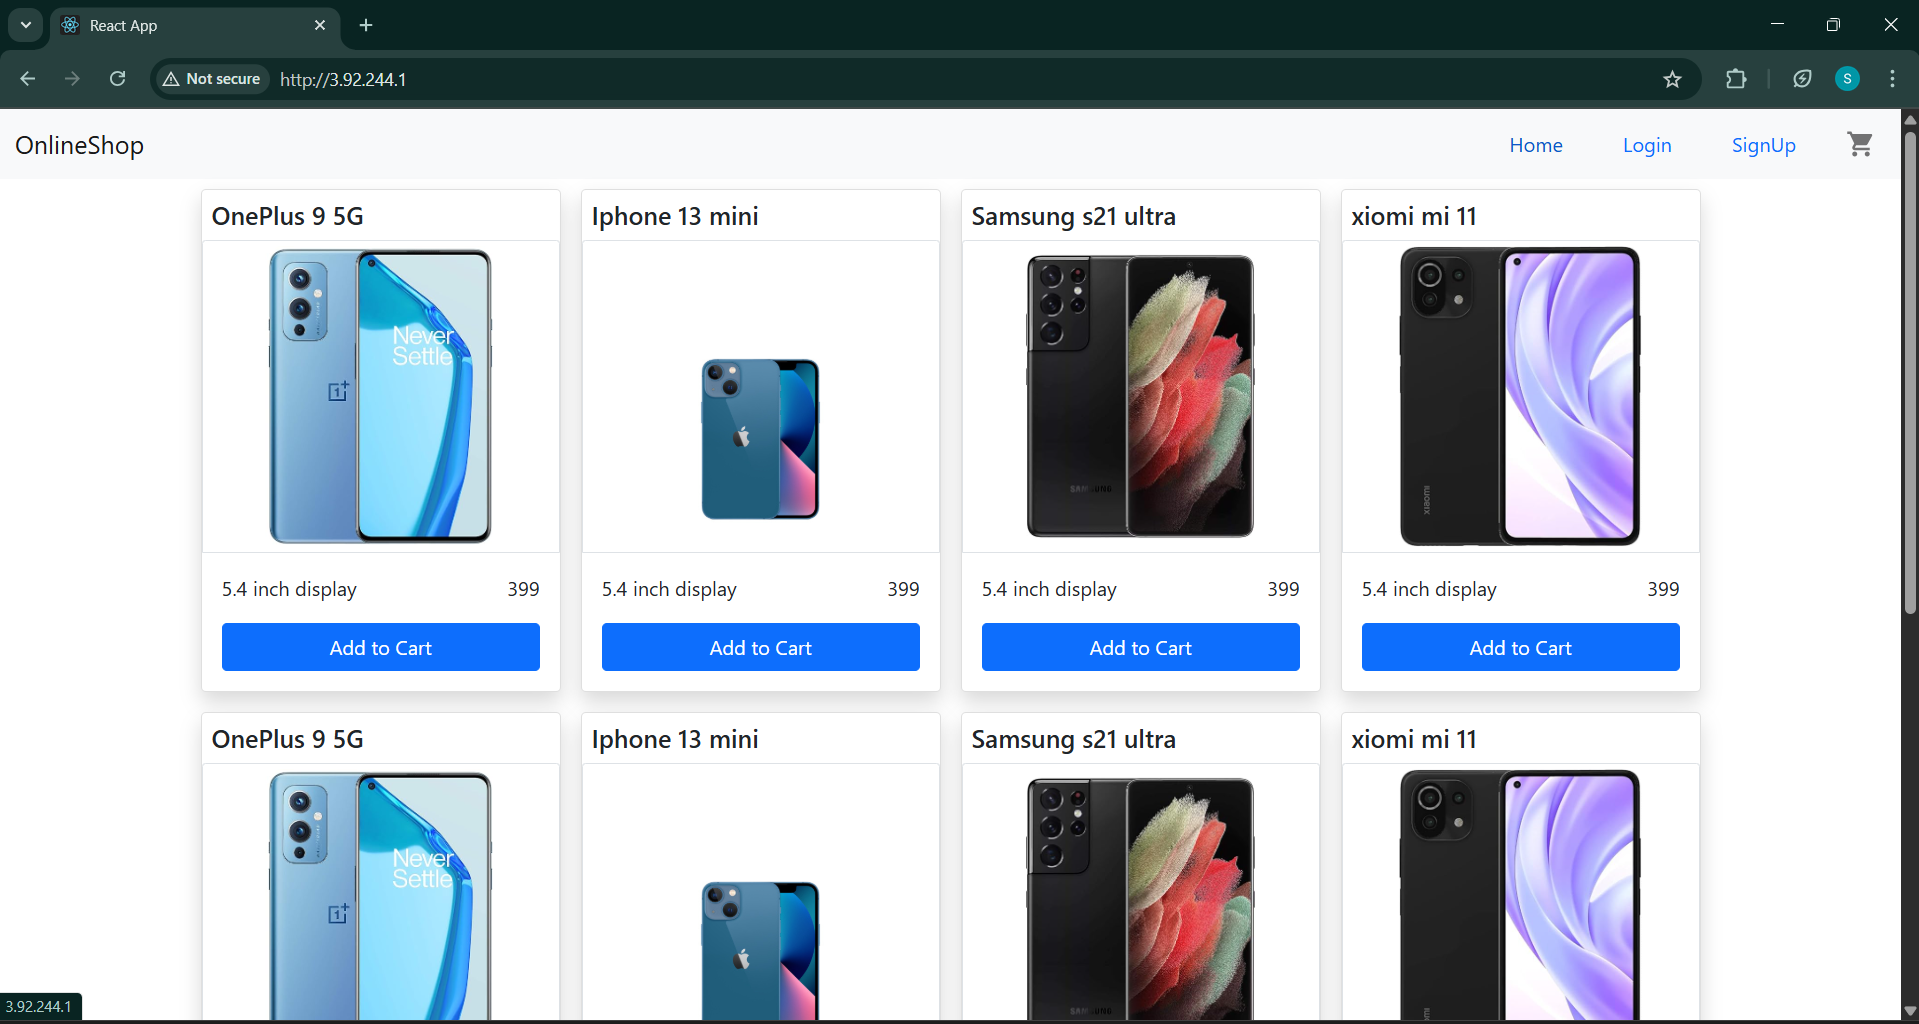 React App
Not secure
http://3.92.244.1
S
OnlineShop
Home
Login
SignUp
OnePlus 9 5G
Iphone 13 mini
Samsung s21 ultra
xiomi mi 11
Never
Settle
SAMSUNG
xiaomi
5.4 inch display
399
5.4 inch display
399
5.4 inch display
399
5.4 inch display
399
Add to Cart
Add to Cart
Add to Cart
Add to Cart
OnePlus 9 5G
Iphone 13 mini
Samsung s21 ultra
xiomi mi 11
Never
Settle
3.92.244.1